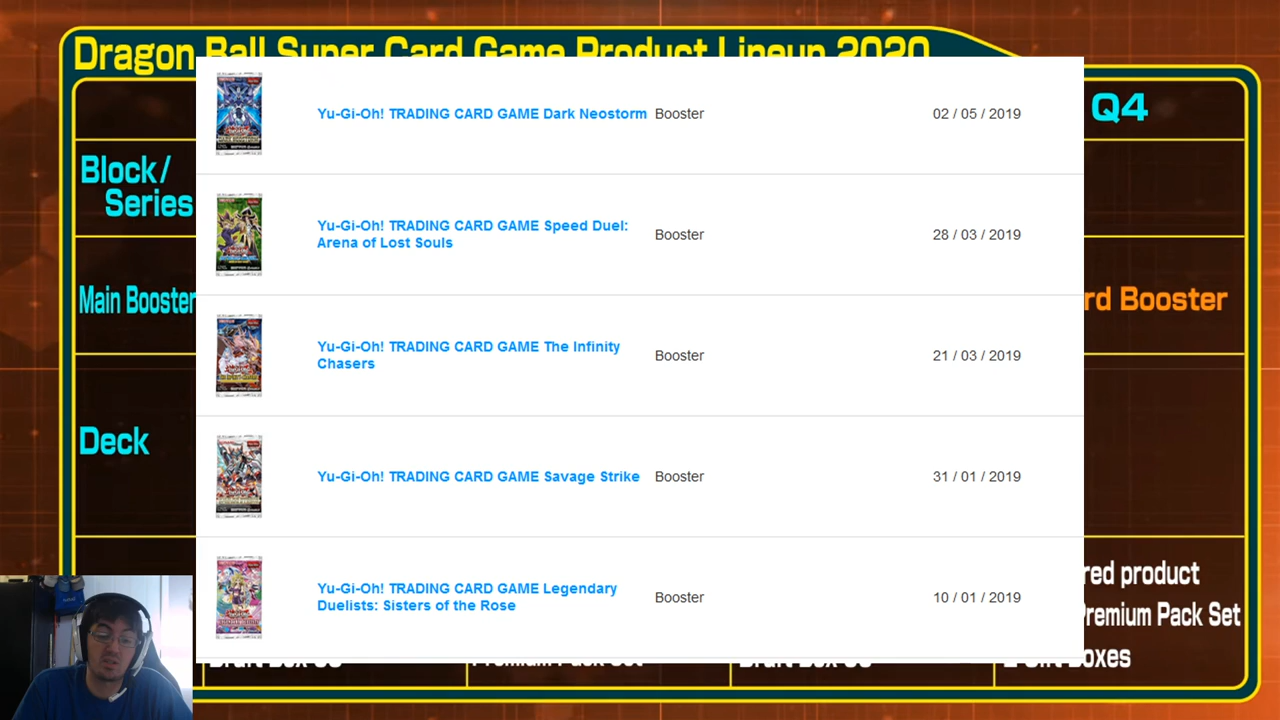 Dragon Ball Super Card Game Product Lineup 2020
Q4
Block/
Series
Main Booster
rd Booster
Deck
red product
Premium Pack Set
Boxes
Yu-Gi-Oh! TRADING CARD GAME Dark Neostorm Booster 02 / 05 / 2019
Yu-Gi-Oh! TRADING CARD GAME Speed Duel:
Arena of Lost Souls
Booster 28 / 03 / 2019
Yu-Gi-Oh! TRADING CARD GAME The Infinity
Chasers
Booster 21 / 03 / 2019
Yu-Gi-Oh! TRADING CARD GAME Savage Strike Booster 31 / 01 / 2019
Yu-Gi-Oh! TRADING CARD GAME Legendary
Duelists: Sisters of the Rose
Booster 10 / 01 / 2019